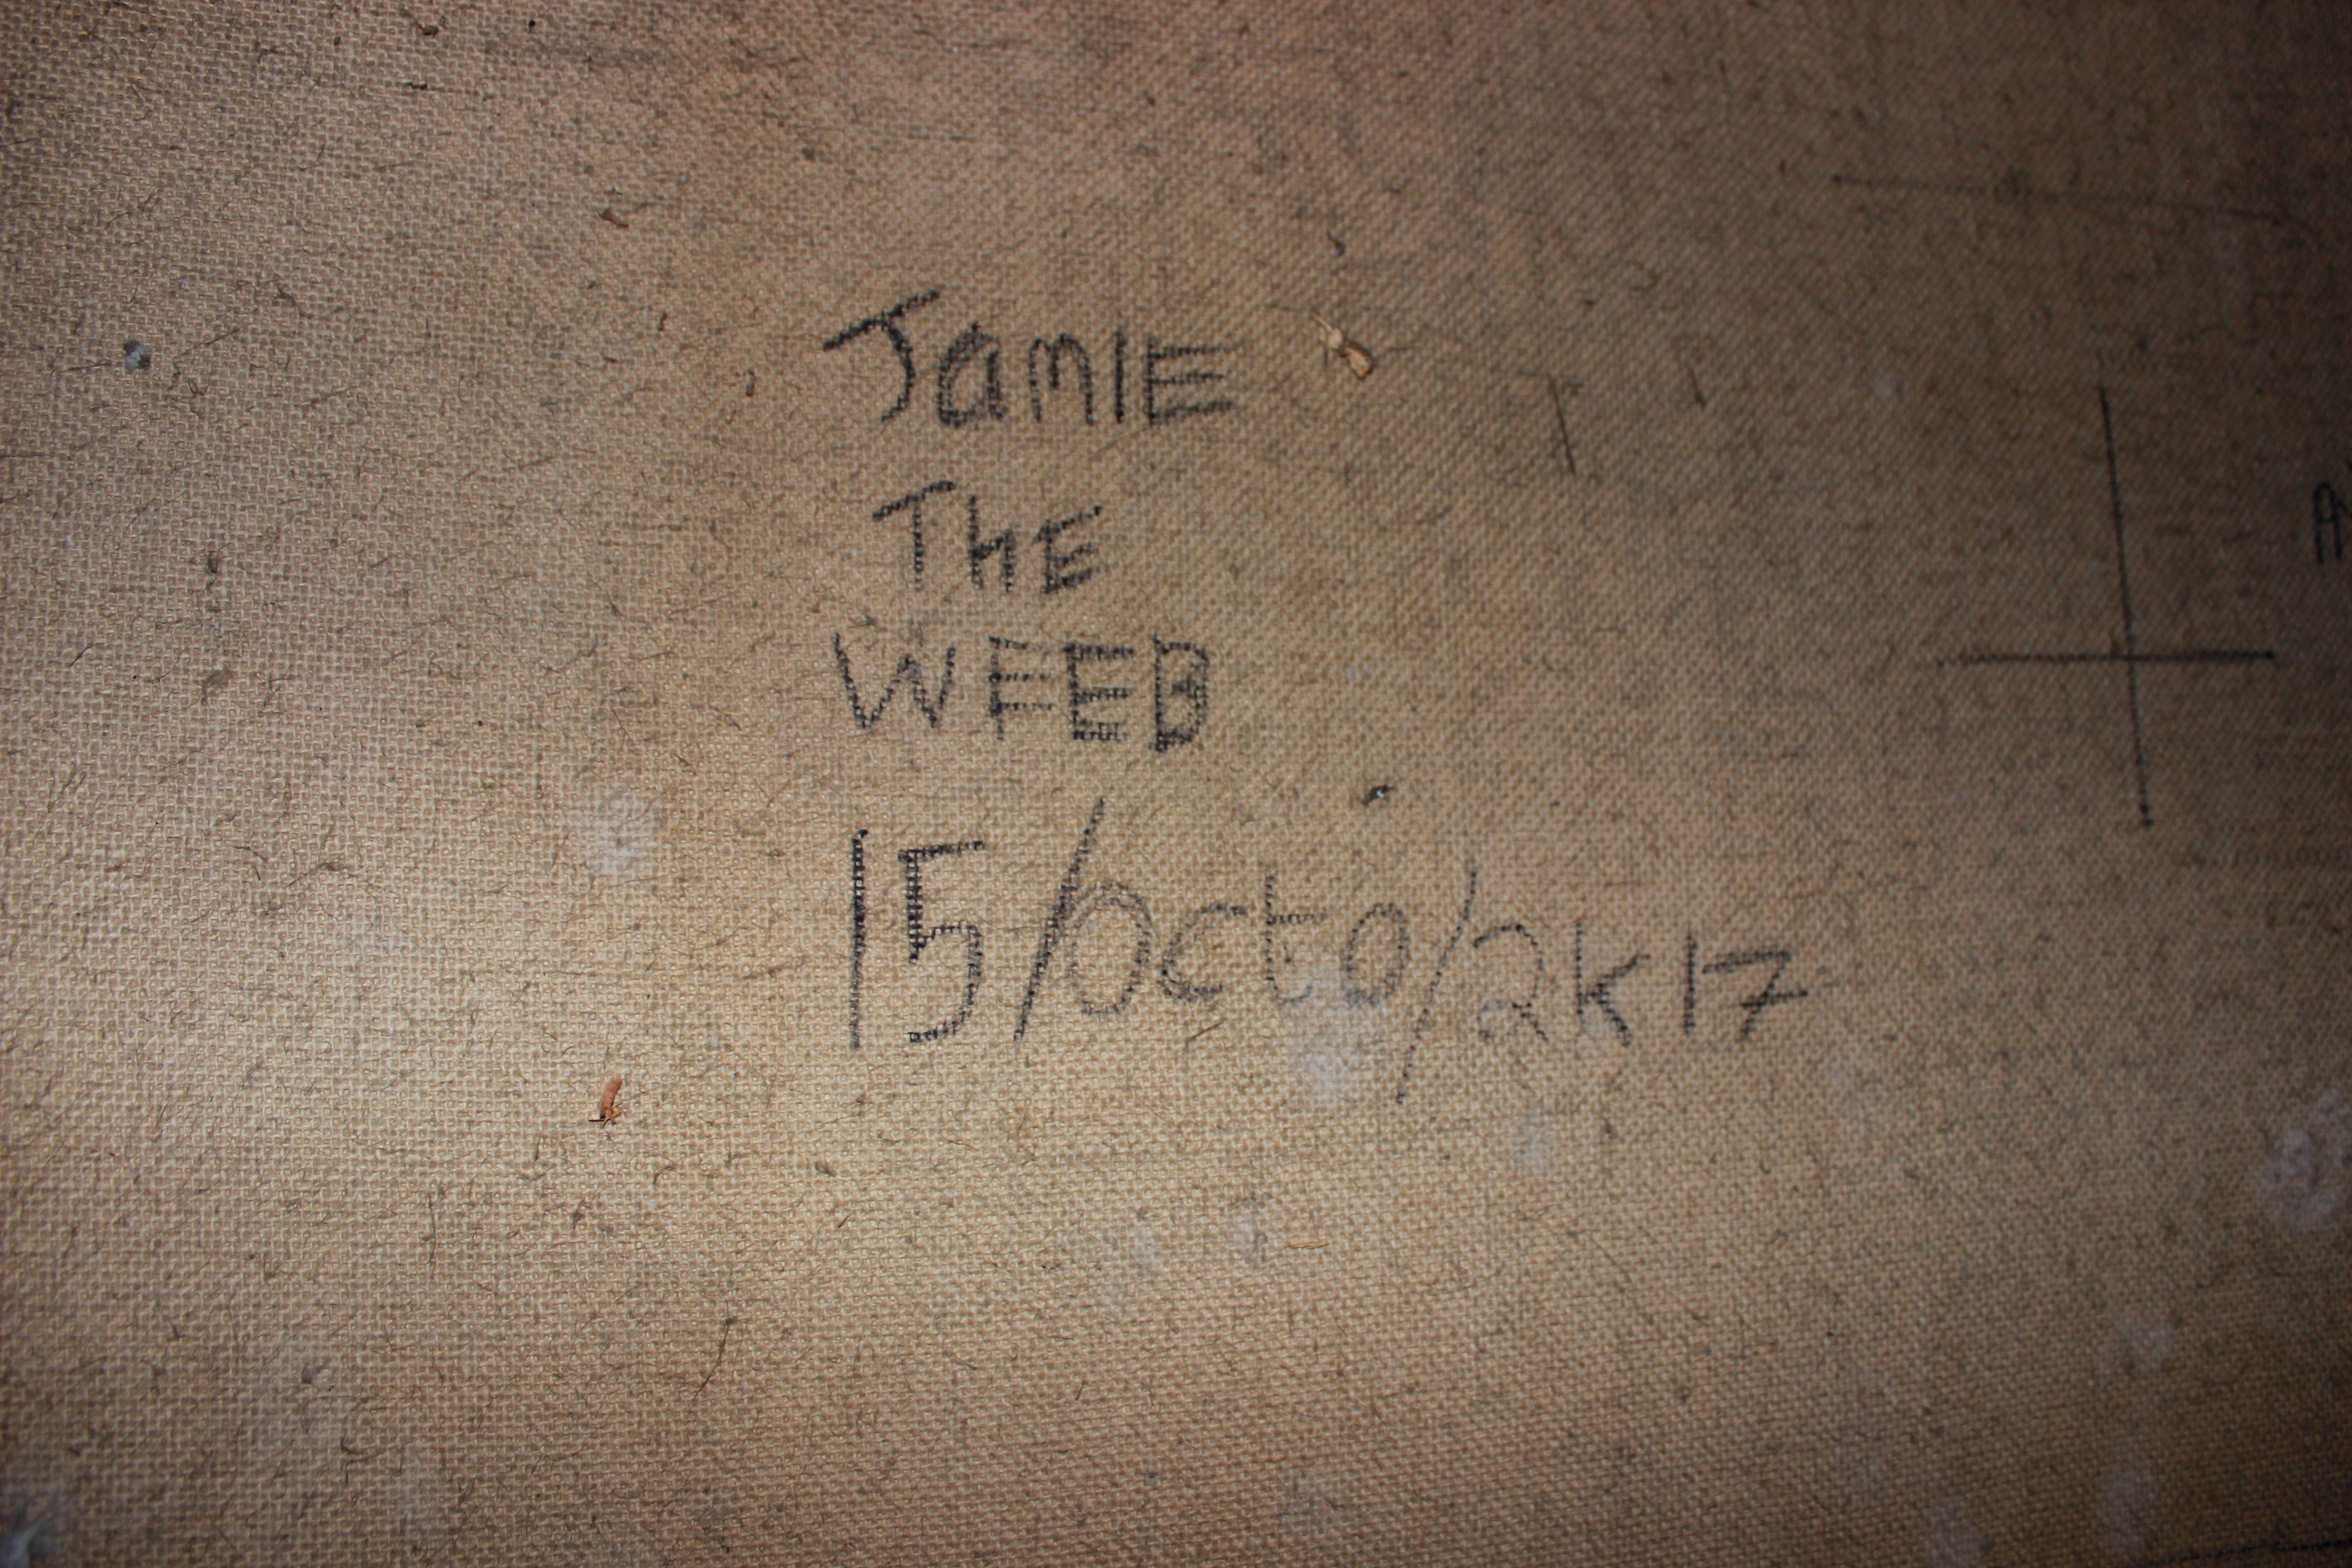 JamIE
ThE
WEEB
15/octo/2k17
A